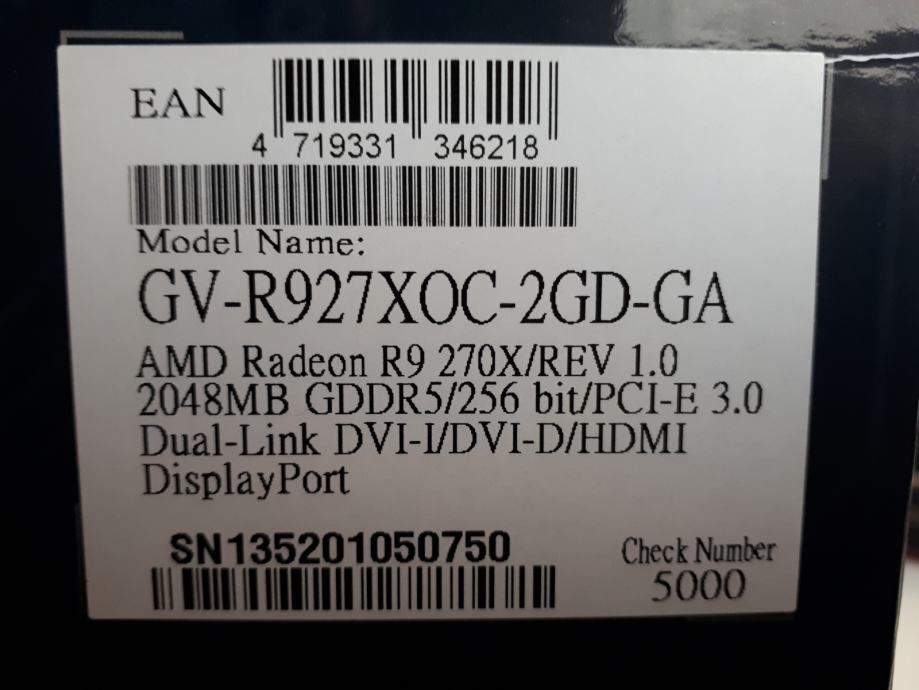 EAN
4 719331 346218
Model Name:
GV-R927XOC-2GD-GA
AMD Radeon R9 270X/REV 1.0
2048MB GDDR5/256 bit/PCI-E 3.0
Dual-Link DVI-I/DVI-D/HDMI
DisplayPort
SN135201050750
Check Number
5000